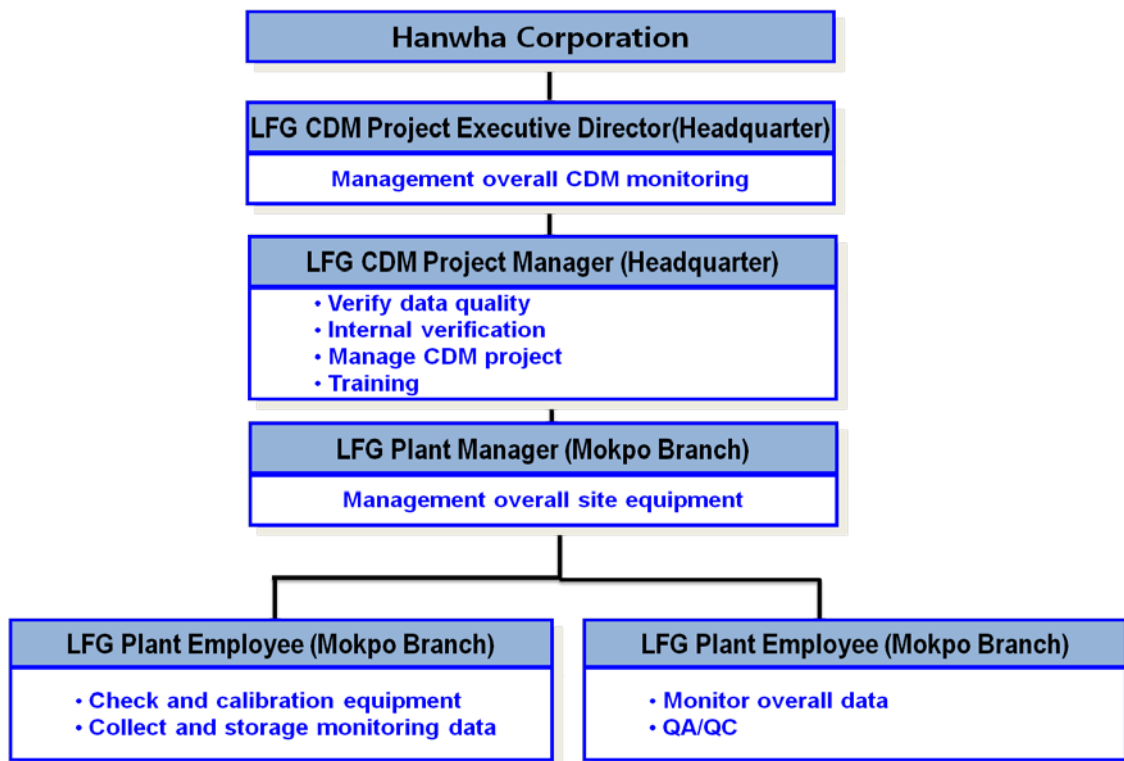 Hanwha Corporation
LFG CDM Project Executive Director(Headquarter)
Management overall CDM monitoring
LFG CDM Project Manager (Headquarter)
• Verify data quality
• Internal verification
• Manage CDM project
• Training
LFG Plant Manager (Mokpo Branch)
Management overall site equipment
LFG Plant Employee (Mokpo Branch)
• Check and calibration equipment
• Collect and storage monitoring data
LFG Plant Employee (Mokpo Branch)
• Monitor overall data
• QA/QC